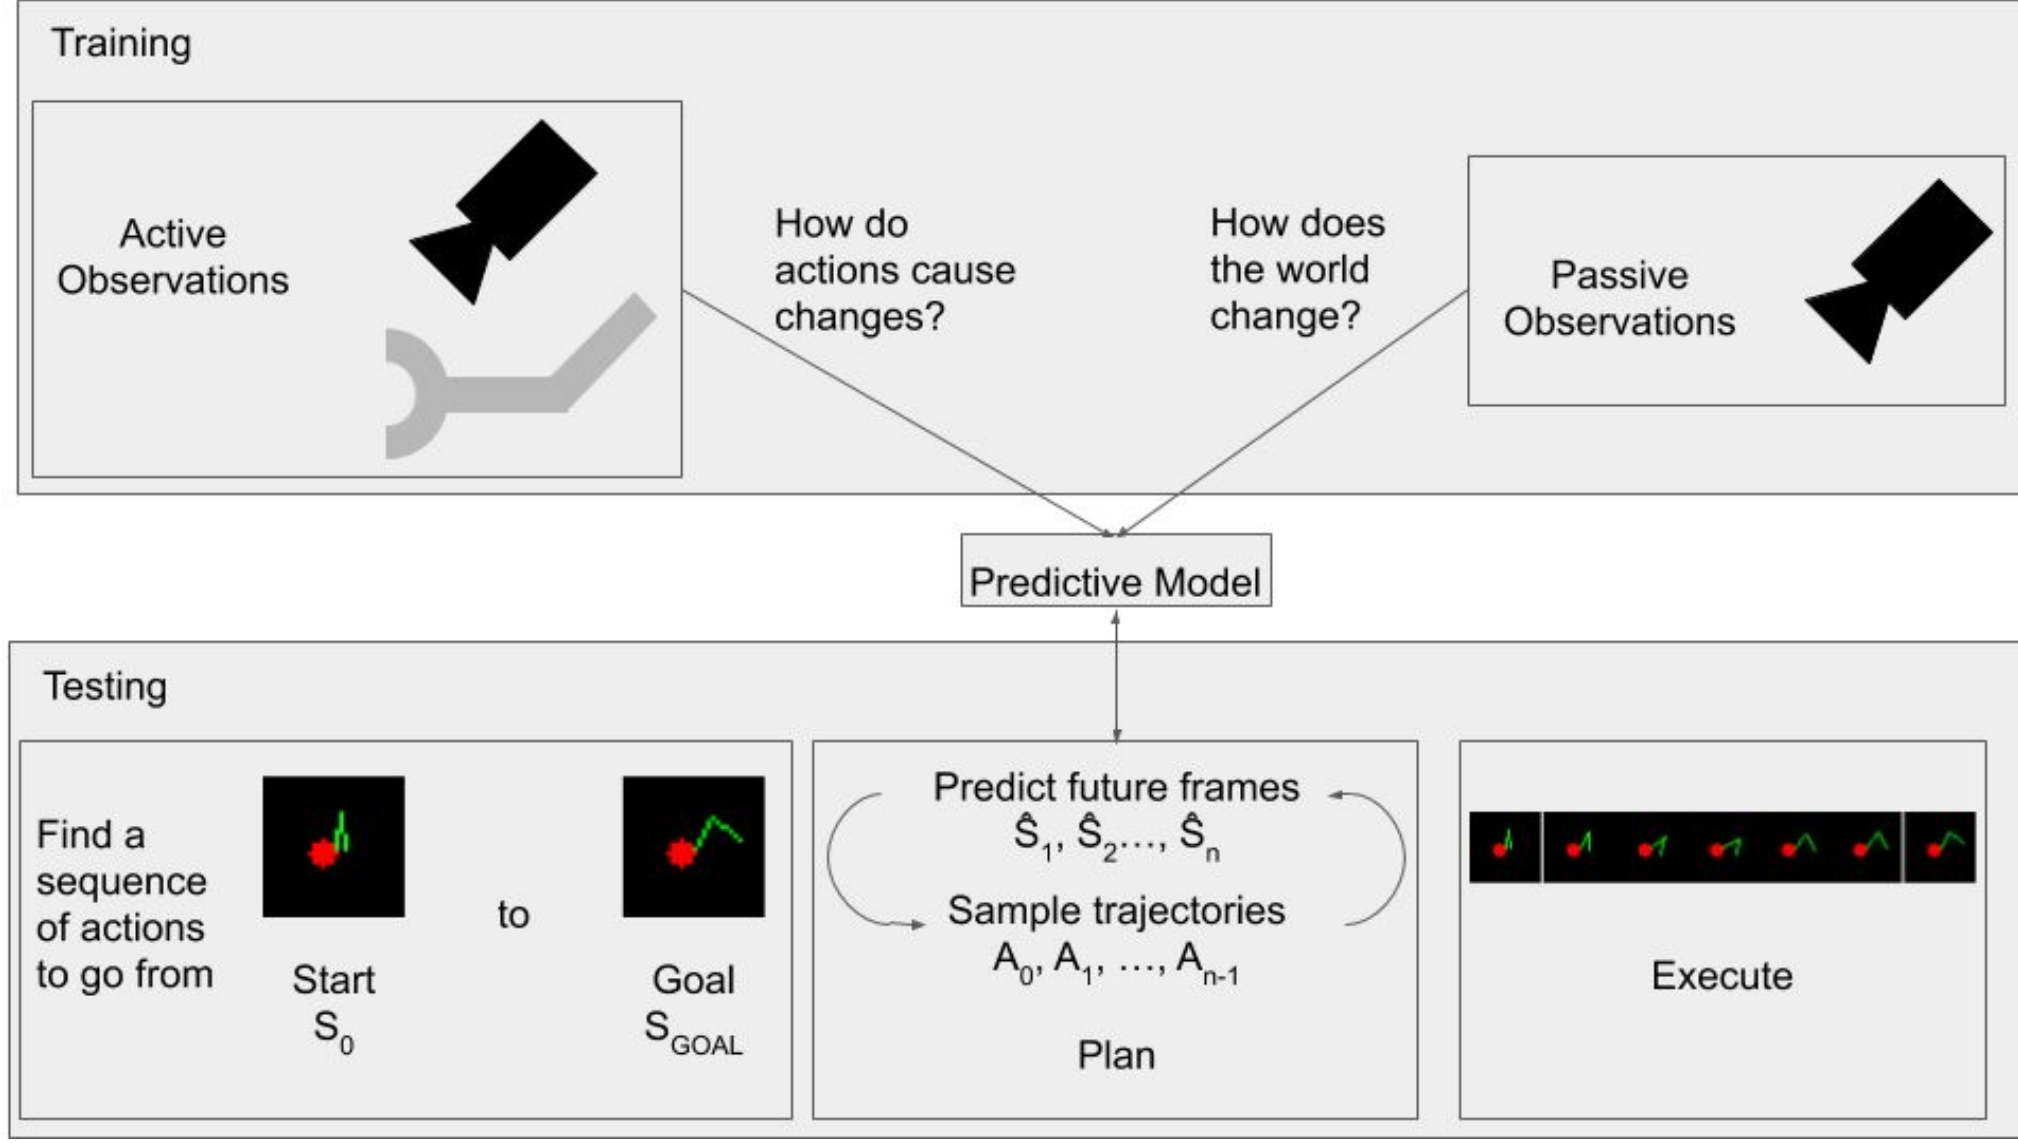 Training
Active
Observations
How do
actions cause
changes?
How does
the world
change?
Passive
Observations
Predictive Model
Testing
Find a
sequence
of actions
to go from
Start
S₀
to
Goal
S_GOAL
Predict future frames
Ŝ₁, Ŝ₂..., Ŝₙ
Sample trajectories
A₀, A₁, ..., Aₙ₋₁
Plan
Execute